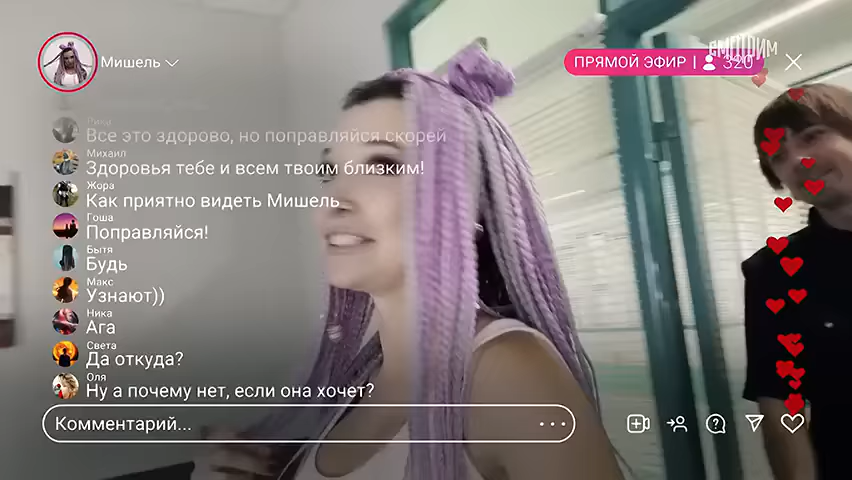 Мишель
ПРЯМОЙ ЭФИР | 320
СМОТРИМ
Рика
Все это здорово, но поправляйся скорей
Михаил
Здоровья тебе и всем твоим близким!
Жора
Как приятно видеть Мишель
Гоша
Поправляйся!
Бытя
Будь
Макс
Узнают))
Ника
Ага
Света
Да откуда?
Оля
Ну а почему нет, если она хочет?
Комментарий...